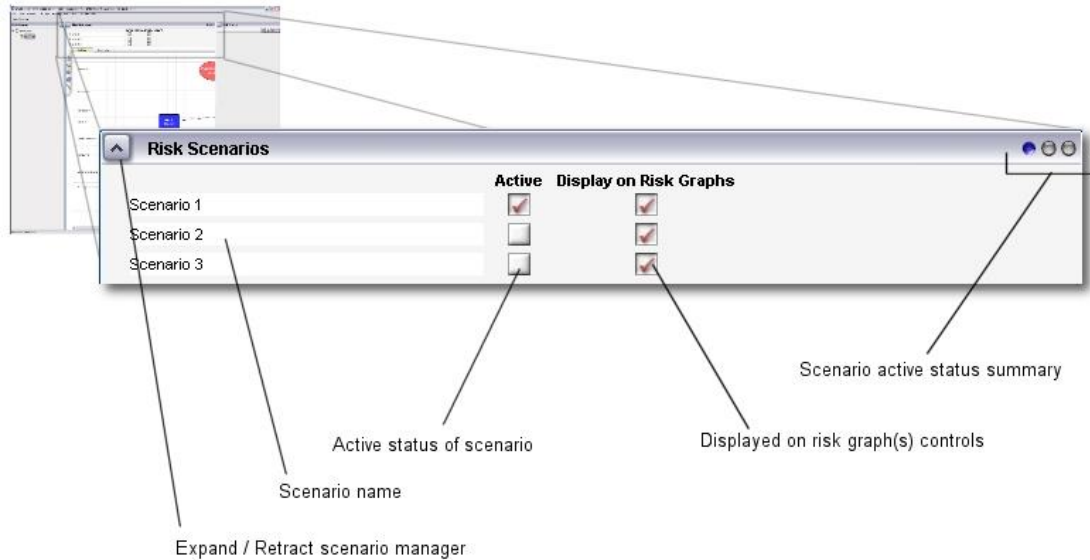 Risk Scenarios
Active Display on Risk Graphs
Scenario 1
Scenario 2
Scenario 3
Scenario active status summary
Active status of scenario
Displayed on risk graph(s) controls
Scenario name
Expand / Retract scenario manager